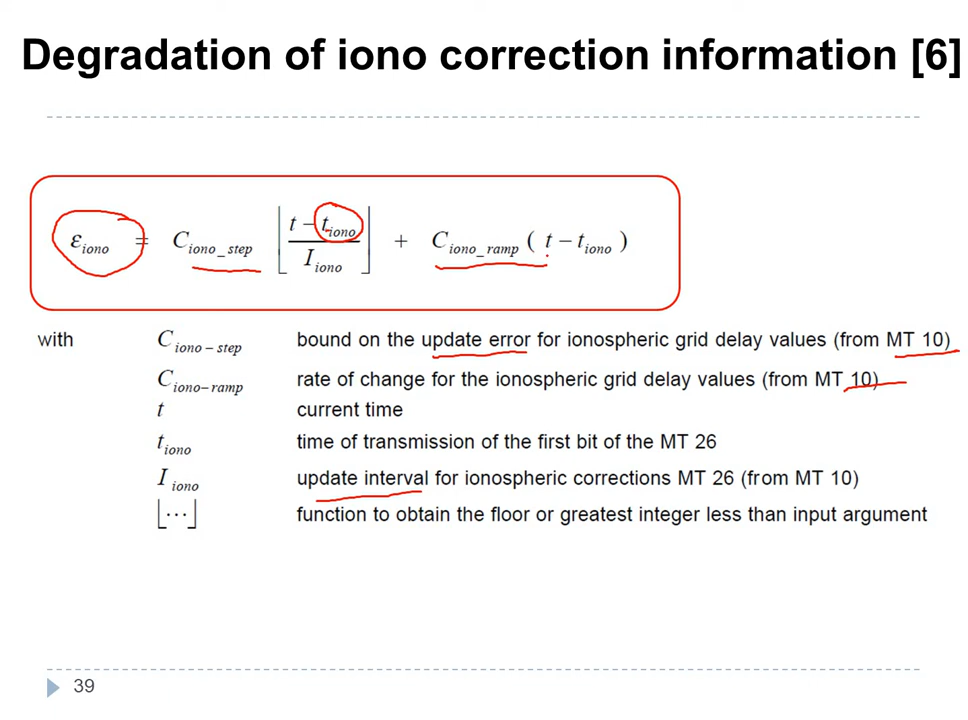 Degradation of iono correction information [6]
ε_iono = C_iono_step ⌊ (t − t_iono) / I_iono ⌋ + C_iono_ramp ( t − t_iono )
with C_iono−step bound on the update error for ionospheric grid delay values (from MT 10)
C_iono−ramp rate of change for the ionospheric grid delay values (from MT 10)
t current time
t_iono time of transmission of the first bit of the MT 26
I_iono update interval for ionospheric corrections MT 26 (from MT 10)
⌊⋯⌋ function to obtain the floor or greatest integer less than input argument
39